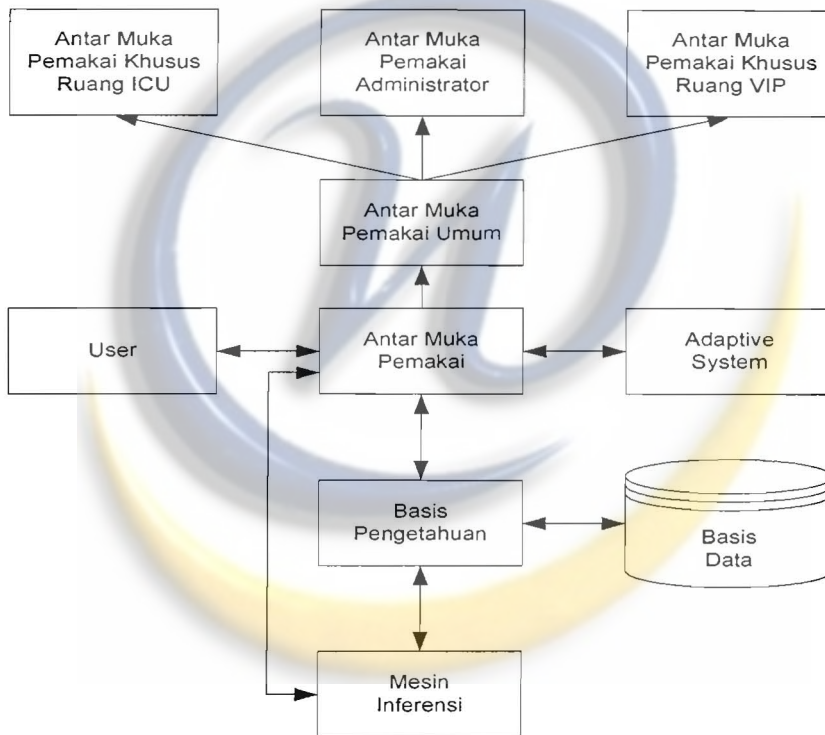 Antar Muka
Pemakai Khusus
Ruang ICU
Antar Muka
Pemakai
Administrator
Antar Muka
Pemakai Khusus
Ruang VIP
Antar Muka
Pemakai Umum
User
Antar Muka
Pemakai
Adaptive
System
Basis
Pengetahuan
Basis
Data
Mesin
Inferensi